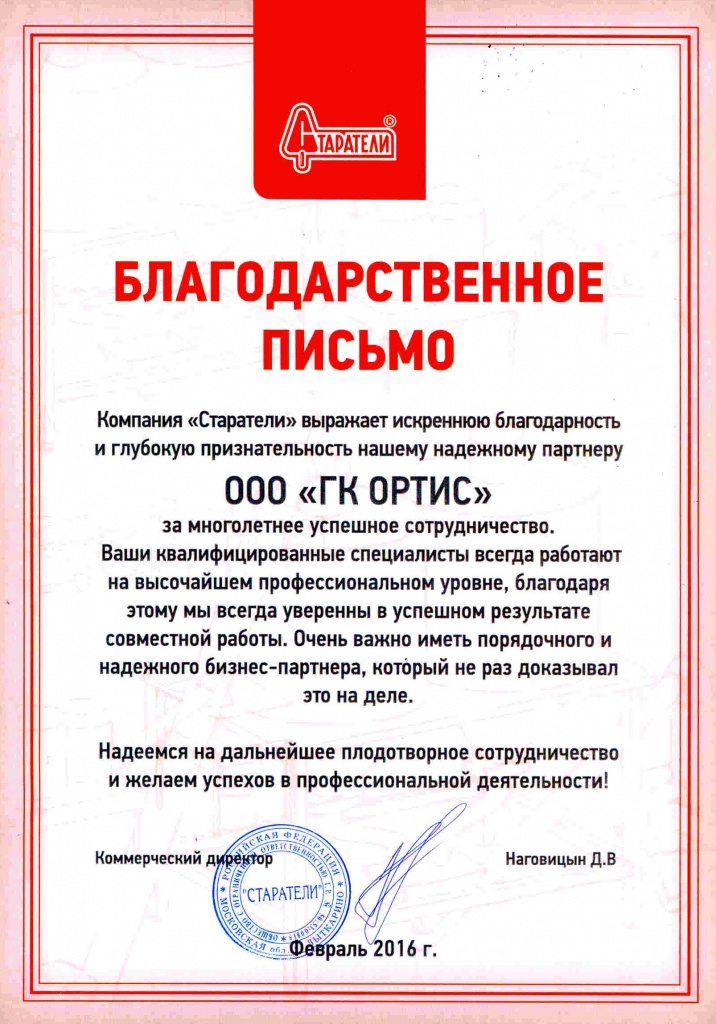 СТАРАТЕЛИ ®
БЛАГОДАРСТВЕННОЕ
ПИСЬМО
Компания «Старатели» выражает искреннюю благодарность
и глубокую признательность нашему надежному партнеру
ООО «ГК ОРТИС»
за многолетнее успешное сотрудничество.
Ваши квалифицированные специалисты всегда работают
на высочайшем профессиональном уровне, благодаря
этому мы всегда уверенны в успешном результате
совместной работы. Очень важно иметь порядочного и
надежного бизнес-партнера, который не раз доказывал
это на деле.
Надеемся на дальнейшее плодотворное сотрудничество
и желаем успехов в профессиональной деятельности!
Коммерческий директор
Наговицын Д.В
РОССИЙСКАЯ ФЕДЕРАЦИЯ
МОСКОВСКАЯ обл. ЛЫТКАРИНО
ОБЩЕСТВО С ОГРАНИЧЕННОЙ ОТВЕТСТВЕННОСТЬЮ
"СТАРАТЕЛИ"
Февраль 2016 г.